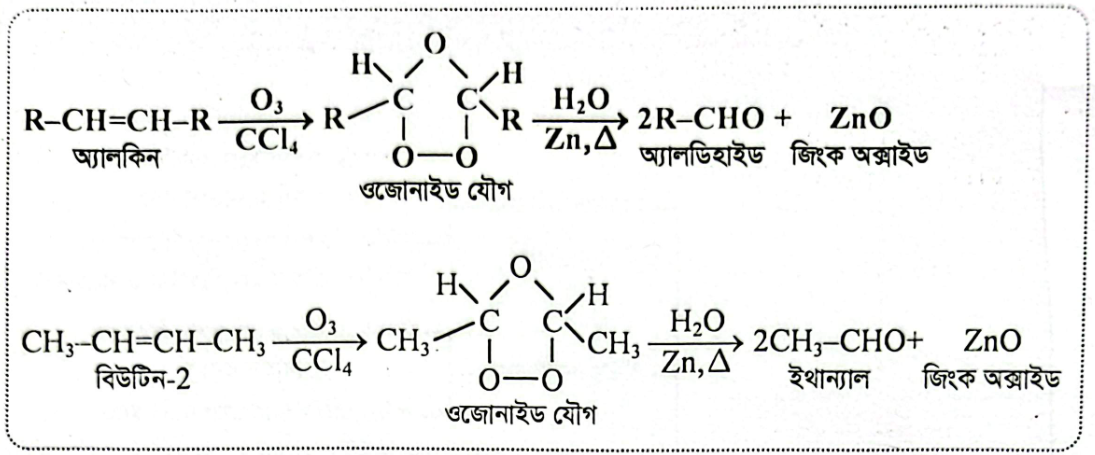 R–CH=CH–R —O₃/CCl₄→ R H C O C H R O—O —H₂O/Zn,Δ→ 2R–CHO + ZnO
অ্যালকিন অ্যালডিহাইড জিংক অক্সাইড
ওজোনাইড যৌগ
CH₃–CH=CH–CH₃ —O₃/CCl₄→ CH₃ H C O C H CH₃ O—O —H₂O/Zn,Δ→ 2CH₃–CHO+ ZnO
বিউটিন-2 ইথান্যাল জিংক অক্সাইড
ওজোনাইড যৌগ